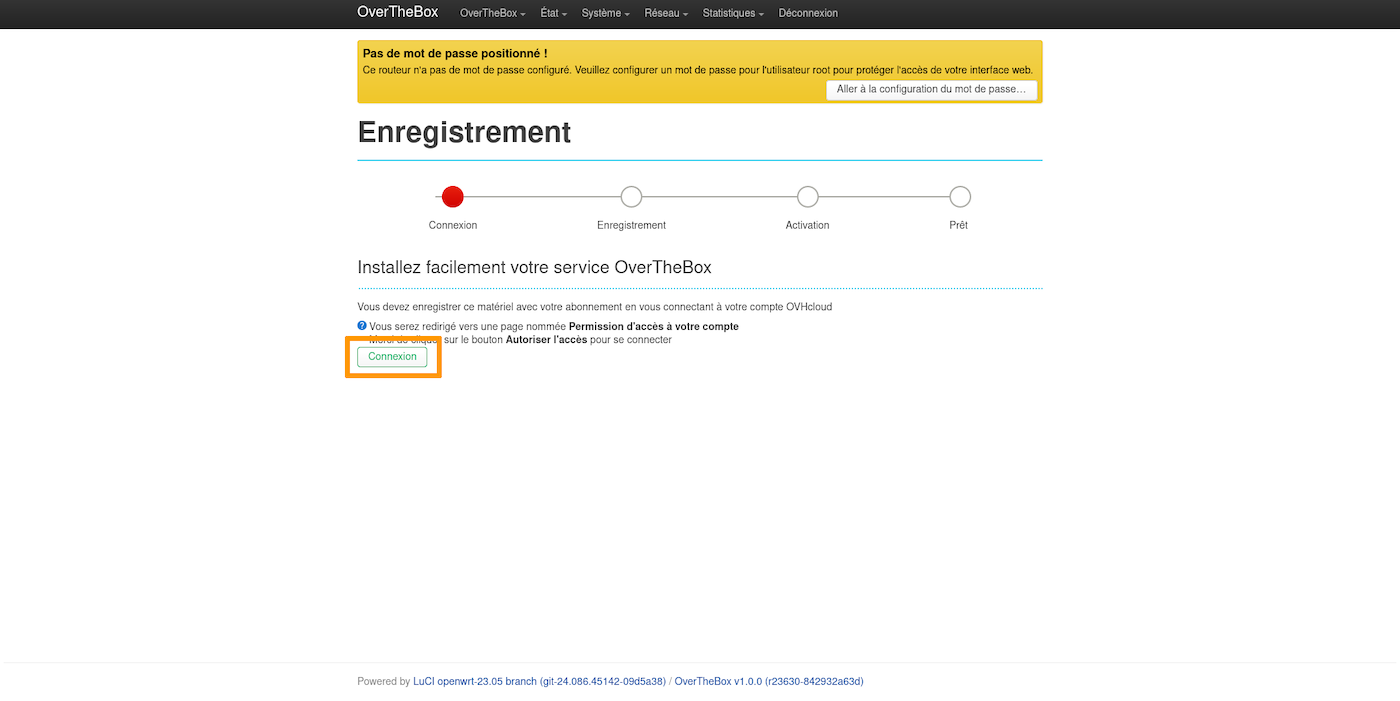 OverTheBox OverTheBox État Système Réseau Statistiques Déconnexion
Pas de mot de passe positionné !
Ce routeur n'a pas de mot de passe configuré. Veuillez configurer un mot de passe pour l'utilisateur root pour protéger l'accès de votre interface web.
Aller à la configuration du mot de passe...
Enregistrement
Connexion Enregistrement Activation Prêt
Installez facilement votre service OverTheBox
Vous devez enregistrer ce matériel avec votre abonnement en vous connectant à votre compte OVHcloud
Vous serez redirigé vers une page nommée Permission d'accès à votre compte
sur le bouton Autoriser l'accès pour se connecter
Connexion
Powered by LuCI openwrt-23.05 branch (git-24.086.45142-09d5a38) / OverTheBox v1.0.0 (r23630-842932a63d)